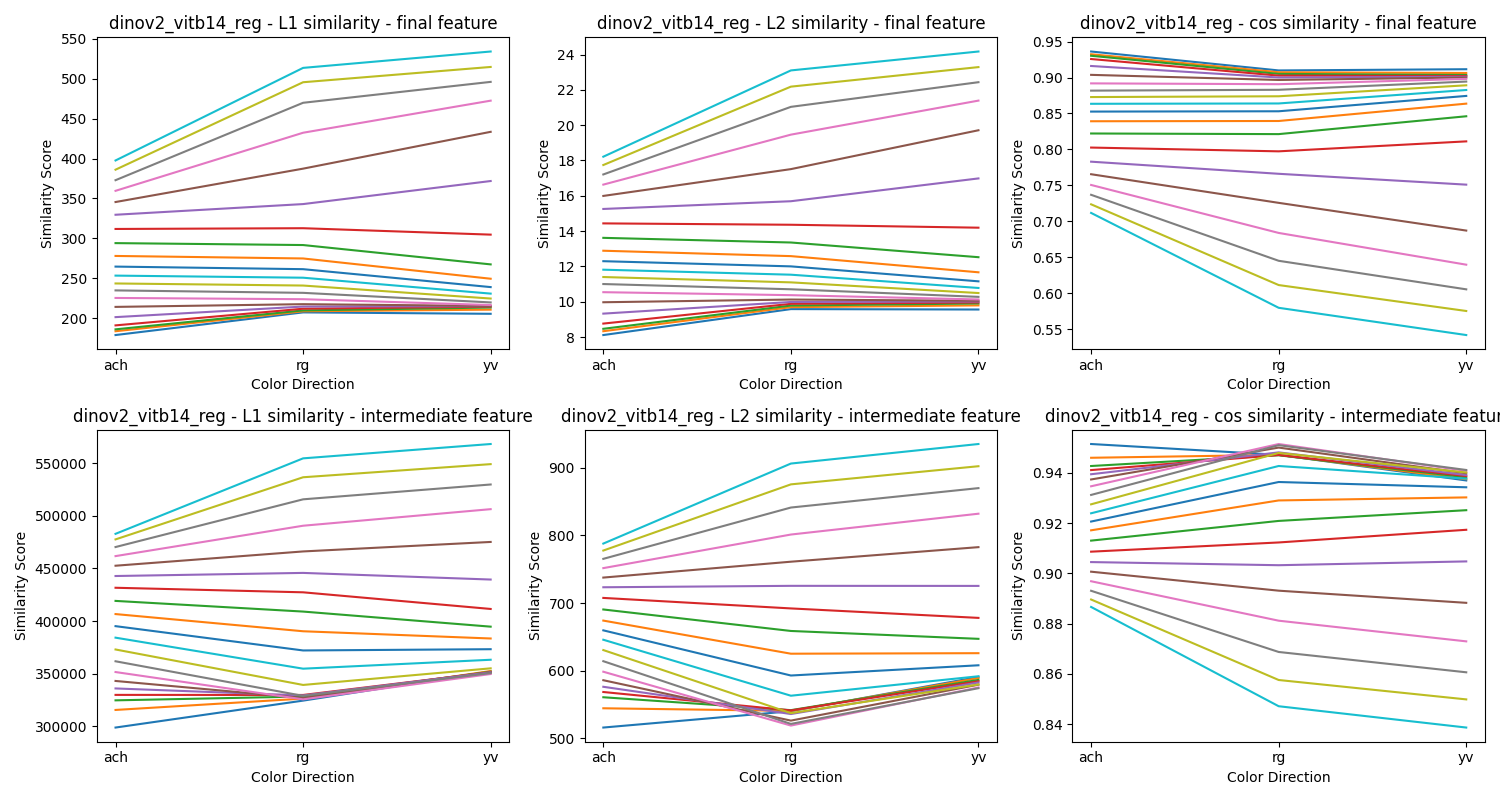 dinov2_vitb14_reg - L1 similarity - final feature
550
500
450
400
350
300
250
200
Similarity Score
ach rg yv
Color Direction
dinov2_vitb14_reg - L2 similarity - final feature
24
22
20
18
16
14
12
10
8
Similarity Score
ach rg yv
Color Direction
dinov2_vitb14_reg - cos similarity - final feature
0.95
0.90
0.85
0.80
0.75
0.70
0.65
0.60
0.55
Similarity Score
ach rg yv
Color Direction
dinov2_vitb14_reg - L1 similarity - intermediate feature
550000
500000
450000
400000
350000
300000
Similarity Score
ach rg yv
Color Direction
dinov2_vitb14_reg - L2 similarity - intermediate feature
900
800
700
600
500
Similarity Score
ach rg yv
Color Direction
dinov2_vitb14_reg - cos similarity - intermediate featur
0.94
0.92
0.90
0.88
0.86
0.84
Similarity Score
ach rg yv
Color Direction